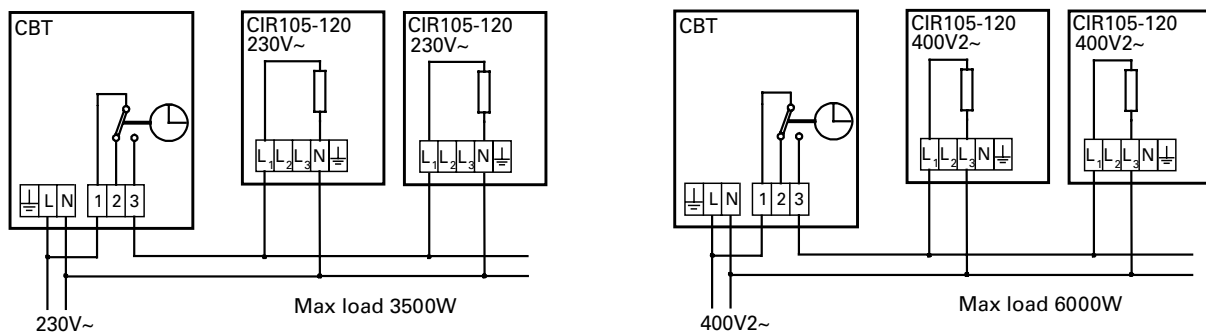 CBT
CIR105-120
230V~
CIR105-120
230V~
L1 L2 L3 N
L1 L2 L3 N
L N 1 2 3
230V~
Max load 3500W
CBT
CIR105-120
400V2~
CIR105-120
400V2~
L1 L2 L3 N
L1 L2 L3 N
L N 1 2 3
400V2~
Max load 6000W